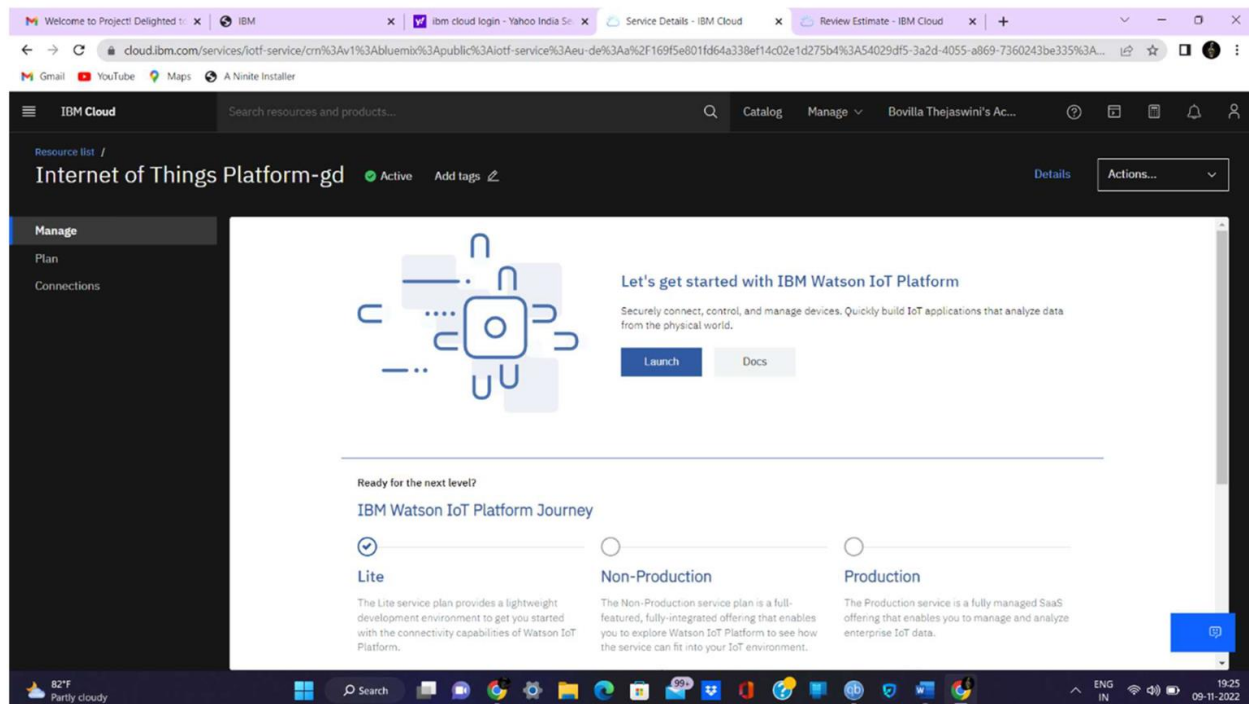 Welcome to Project! Delighted to
IBM
ibm cloud login - Yahoo India Se
Service Details - IBM Cloud
Review Estimate - IBM Cloud
cloud.ibm.com/services/iotf-service/crn%3Av1%3Abluemix%3Apublic%3Aiotf-service%3Aeu-de%3Aa%2F169f5e801fd64a338ef14c02e1d275b4%3A54029df5-3a2d-4055-a869-7360243be335%3A...
Gmail
YouTube
Maps
A Ninite Installer
IBM Cloud
Search resources and products...
Catalog
Manage
Bovilla Thejaswini's Ac...
Resource list /
Internet of Things Platform-gd
Active
Add tags
Details
Actions...
Manage
Plan
Connections
Let's get started with IBM Watson IoT Platform
Securely connect, control, and manage devices. Quickly build IoT applications that analyze data
from the physical world.
Launch
Docs
Ready for the next level?
IBM Watson IoT Platform Journey
Lite
The Lite service plan provides a lightweight
development environment to get you started
with the connectivity capabilities of Watson IoT
Platform.
Non-Production
The Non-Production service plan is a full-
featured, fully-integrated offering that enables
you to explore Watson IoT Platform to see how
the service can fit into your IoT environment.
Production
The Production service is a fully managed SaaS
offering that enables you to manage and analyze
enterprise IoT data.
82°F
Partly cloudy
Search
99+
qb
ENG
IN
19:25
09-11-2022